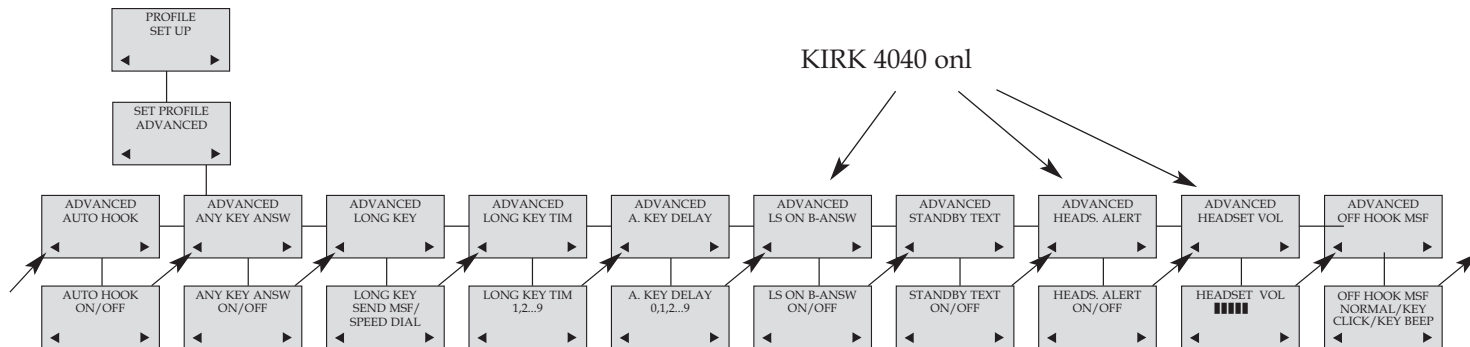 PROFILE
SET UP
KIRK 4040 onl
SET PROFILE
ADVANCED
ADVANCED
AUTO HOOK
ADVANCED
ANY KEY ANSW
ADVANCED
LONG KEY
ADVANCED
LONG KEY TIM
ADVANCED
A. KEY DELAY
ADVANCED
LS ON B-ANSW
ADVANCED
STANDBY TEXT
ADVANCED
HEADS. ALERT
ADVANCED
HEADSET VOL
ADVANCED
OFF HOOK MSF
AUTO HOOK
ON/OFF
ANY KEY ANSW
ON/OFF
LONG KEY
SEND MSF/
SPEED DIAL
LONG KEY TIM
1,2...9
A. KEY DELAY
0,1,2...9
LS ON B-ANSW
ON/OFF
STANDBY TEXT
ON/OFF
HEADS. ALERT
ON/OFF
HEADSET VOL
OFF HOOK MSF
NORMAL/KEY
CLICK/KEY BEEP